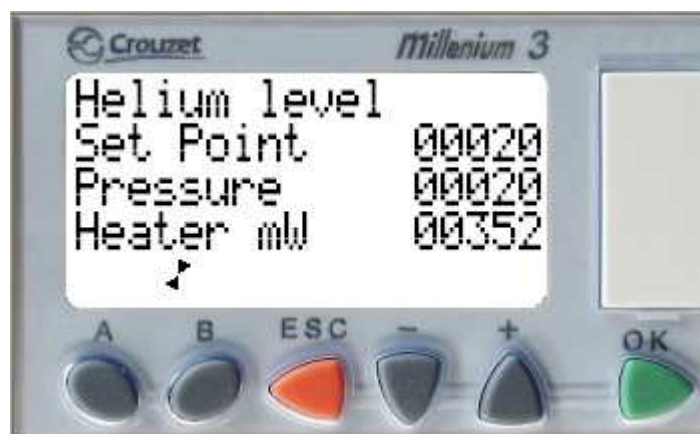 Crouzet Millenium 3
Helium level
Set Point 00020
Pressure 00020
Heater mW 00352
A B ESC - + OK